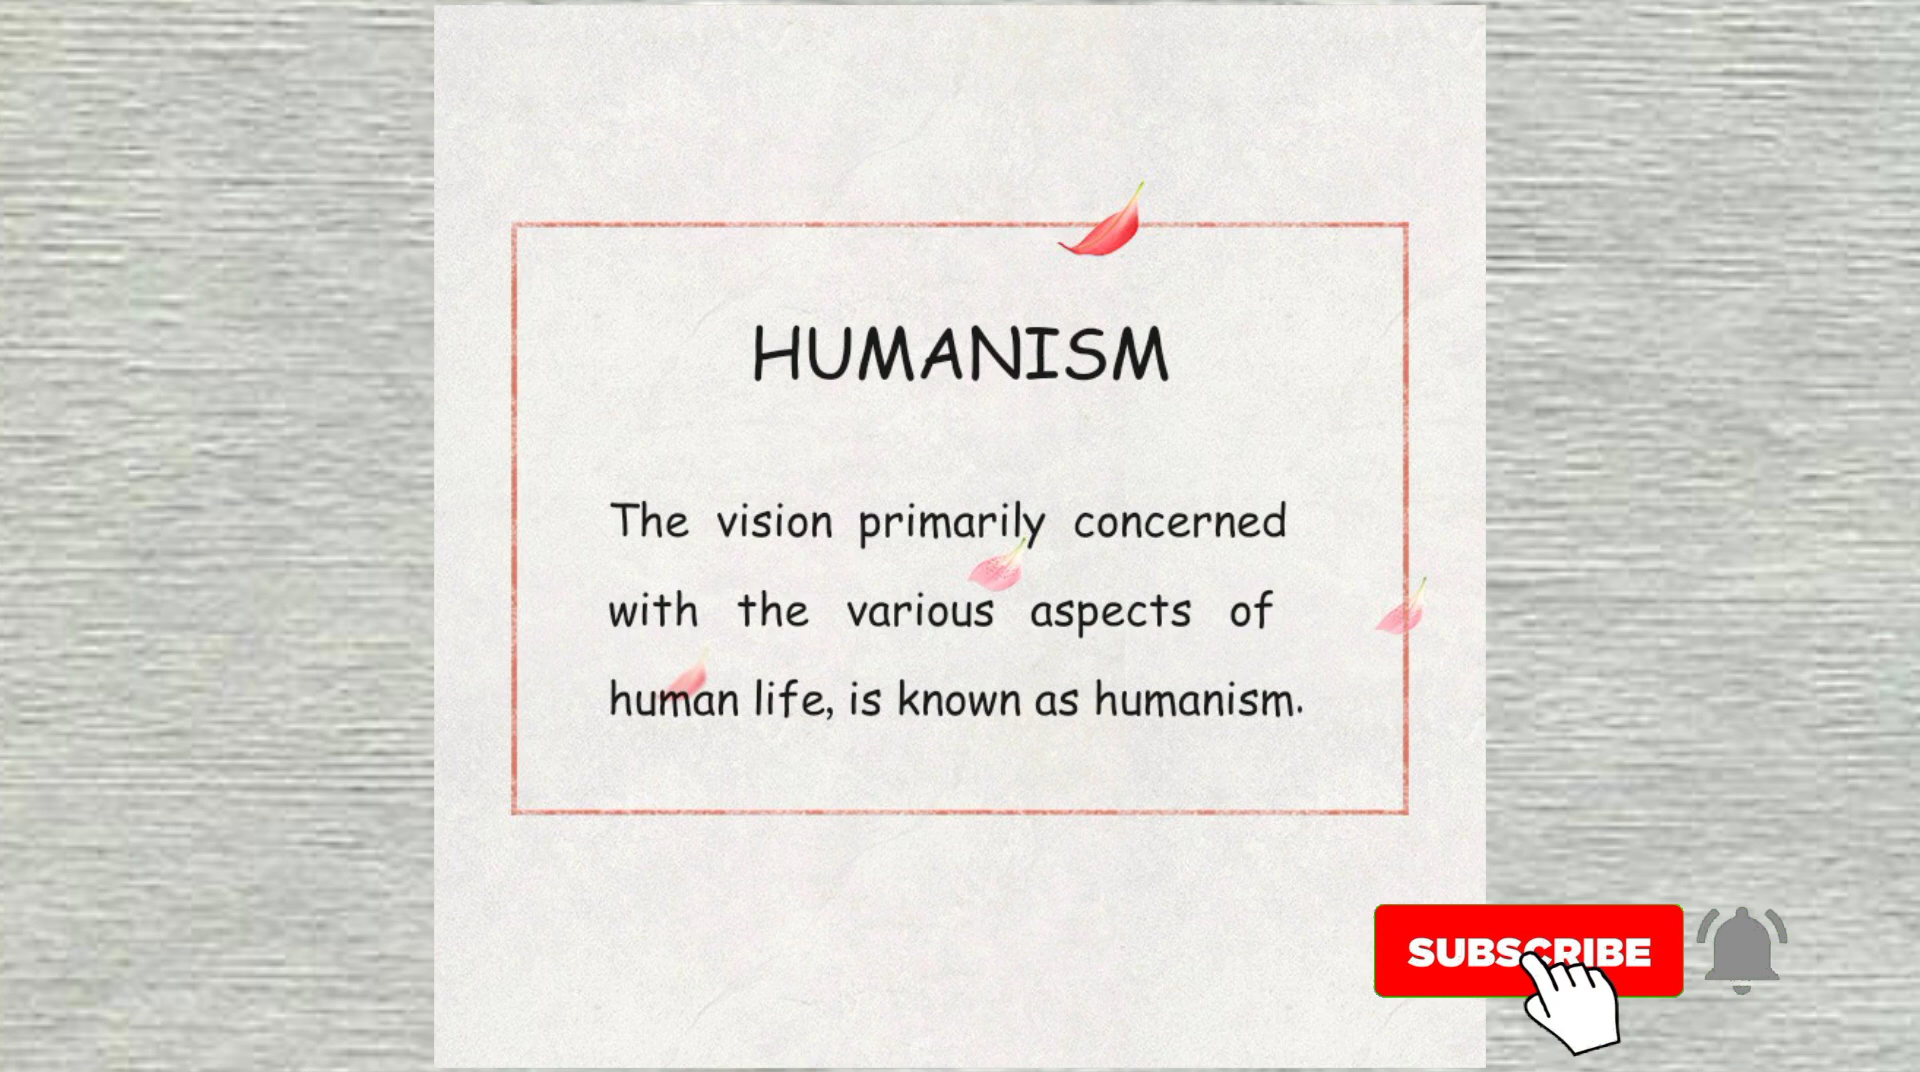 HUMANISM
The vision primarily concerned
with the various aspects of
human life, is known as humanism.
SUBSCRIBE